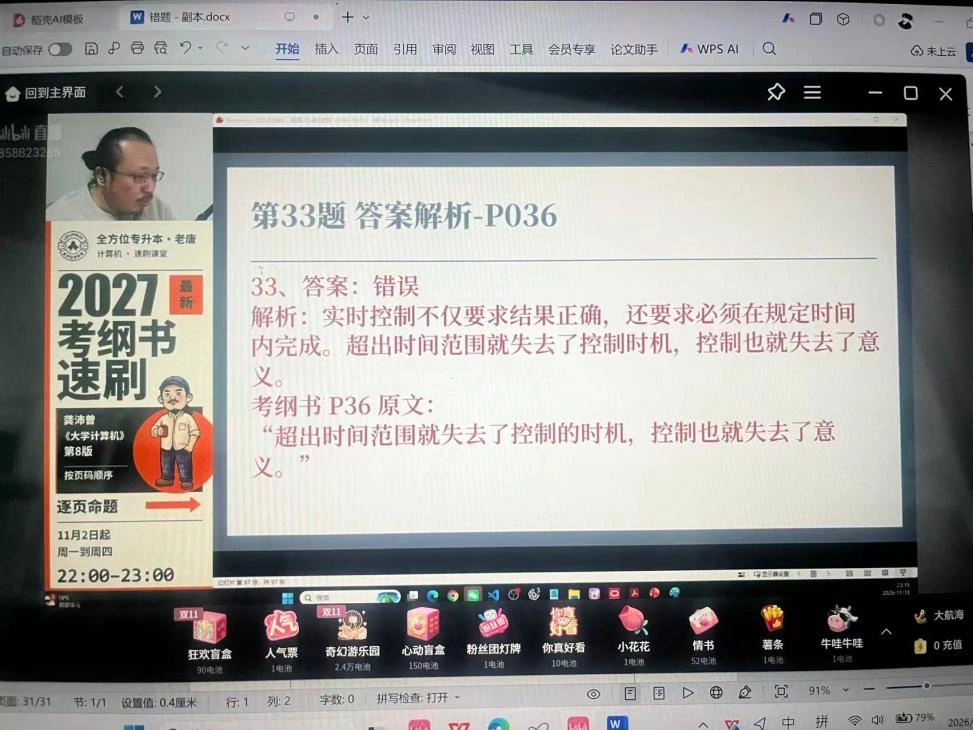 稻壳AI模板
错题 - 副本.docx
自动保存
开始 插入 页面 引用 审阅 视图 工具 会员专享 论文助手 WPS AI
未上云
回到主界面
全方位专升本·老唐
计算机·速刷课堂
2027
最新
考纲书
速刷
龚沛曾
《大学计算机》
第8版
按页码顺序
逐页命题
11月2日起
周一到周四
22:00-23:00
第33题 答案解析-P036
33、答案：错误
解析：实时控制不仅要求结果正确，还要求必须在规定时间
内完成。超出时间范围就失去了控制时机，控制也就失去了意
义。
考纲书 P36 原文：
“超出时间范围就失去了控制的时机，控制也就失去了意
义。”
搜索
双11
狂欢盲盒
90电池
人气
人气票
1电池
双11
奇幻游乐园
2.4万电池
心动盲盒
150电池
粉丝团灯牌
1电池
你真好看
你真好看
10电池
小花花
1电池
情书
52电池
薯条
1电池
牛哇牛哇
1电池
大航海
0 充值
页面: 31/31 节: 1/1 设置值: 0.4厘米 行: 1 列: 2 字数: 0 拼写检查: 打开
91%
中 拼 79%
2026/